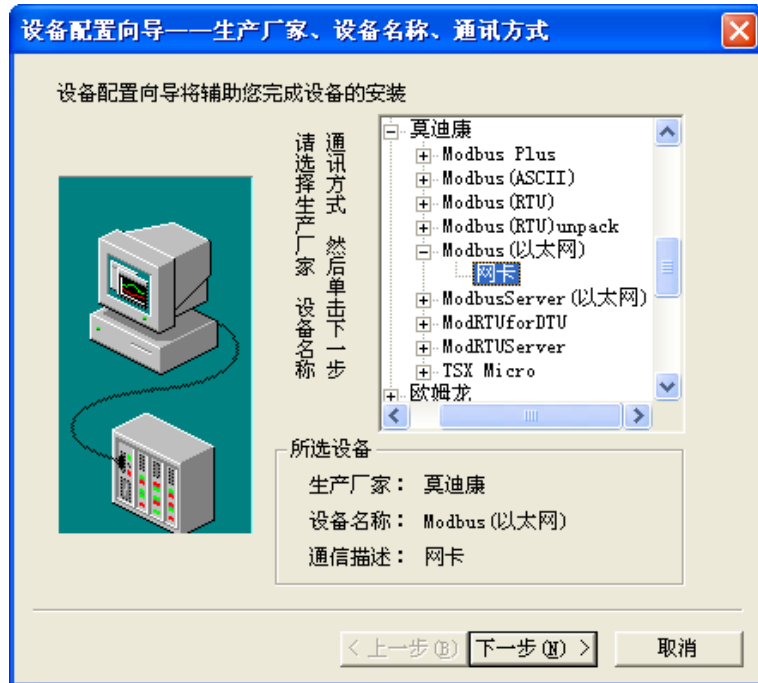 设备配置向导——生产厂家、设备名称、通讯方式
设备配置向导将辅助您完成设备的安装
请选择生产厂家 设备名称
通讯方式 然后单击下一步
莫迪康
Modbus Plus
Modbus(ASCII)
Modbus(RTU)
Modbus(RTU)unpack
Modbus(以太网)
网卡
ModbusServer(以太网)
ModRTUforDTU
ModRTUServer
TSX Micro
欧姆龙
所选设备
生产厂家： 莫迪康
设备名称： Modbus(以太网)
通信描述： 网卡
< 上一步(B)
下一步(N) >
取消